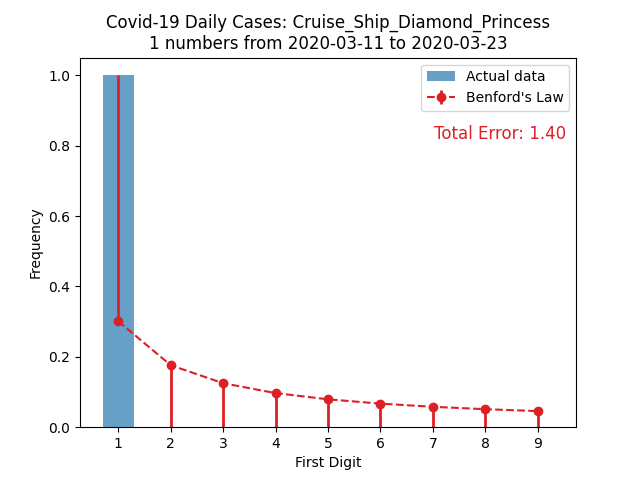 Covid-19 Daily Cases: Cruise_Ship_Diamond_Princess
1 numbers from 2020-03-11 to 2020-03-23
Actual data
Benford's Law
Total Error: 1.40
Frequency
1.0
0.8
0.6
0.4
0.2
0.0
1 2 3 4 5 6 7 8 9
First Digit